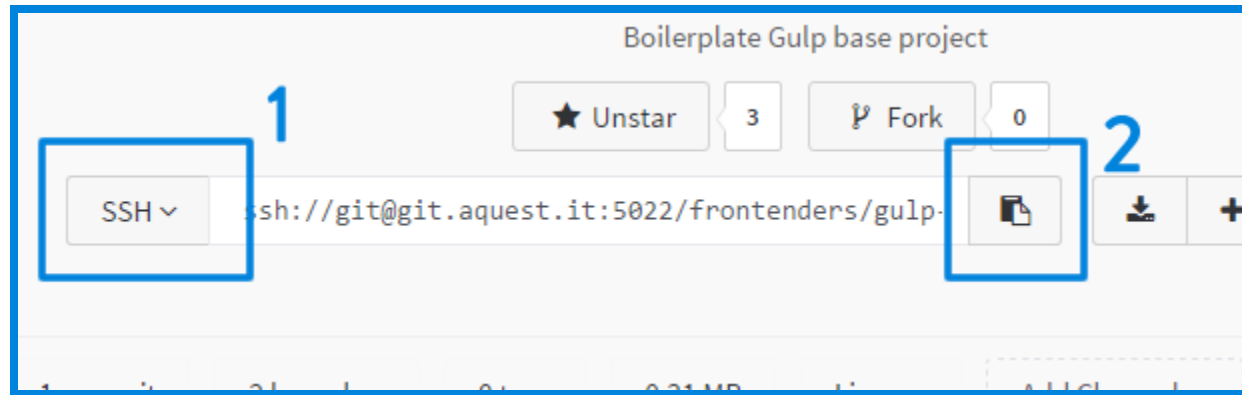 Boilerplate Gulp base project
1
Unstar 3 Fork 0
2
SSH ssh://git@git.aquest.it:5022/frontenders/gulp-